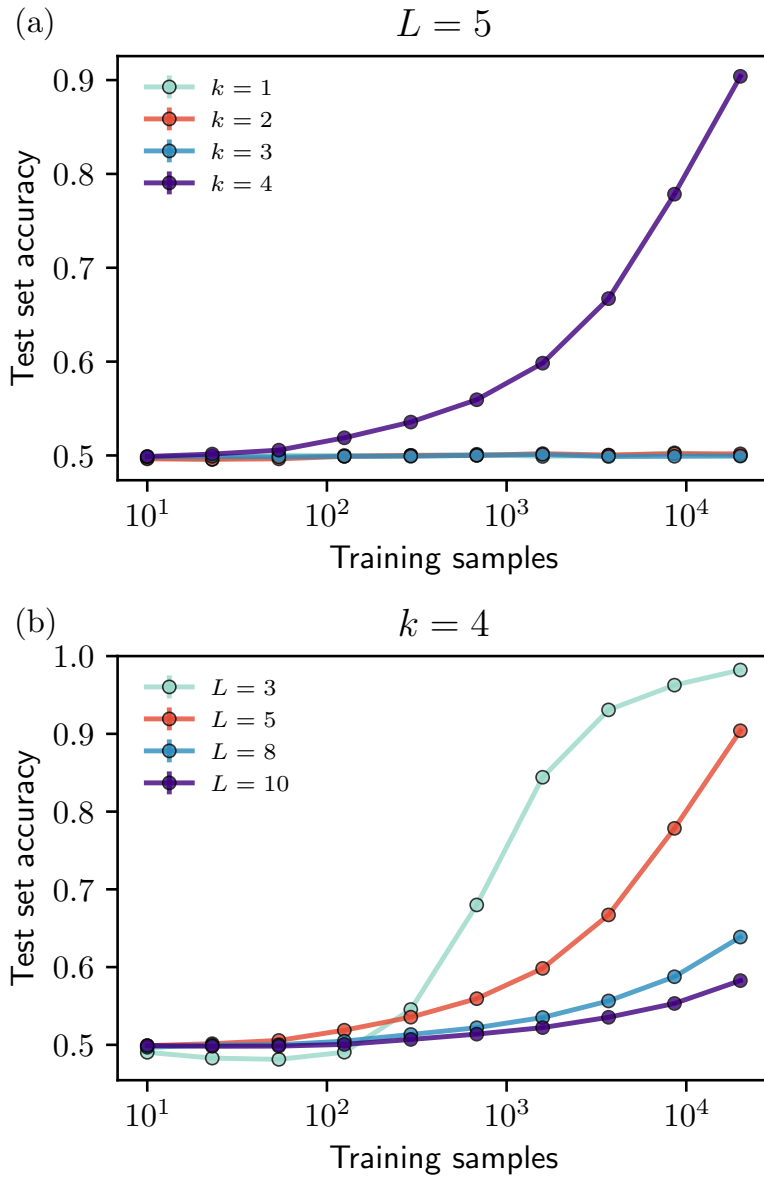 (a)
L = 5
k = 1
k = 2
k = 3
k = 4
0.9
0.8
0.7
0.6
0.5
Test set accuracy
10¹ 10² 10³ 10⁴
Training samples
(b)
k = 4
L = 3
L = 5
L = 8
L = 10
1.0
0.9
0.8
0.7
0.6
0.5
Test set accuracy
10¹ 10² 10³ 10⁴
Training samples